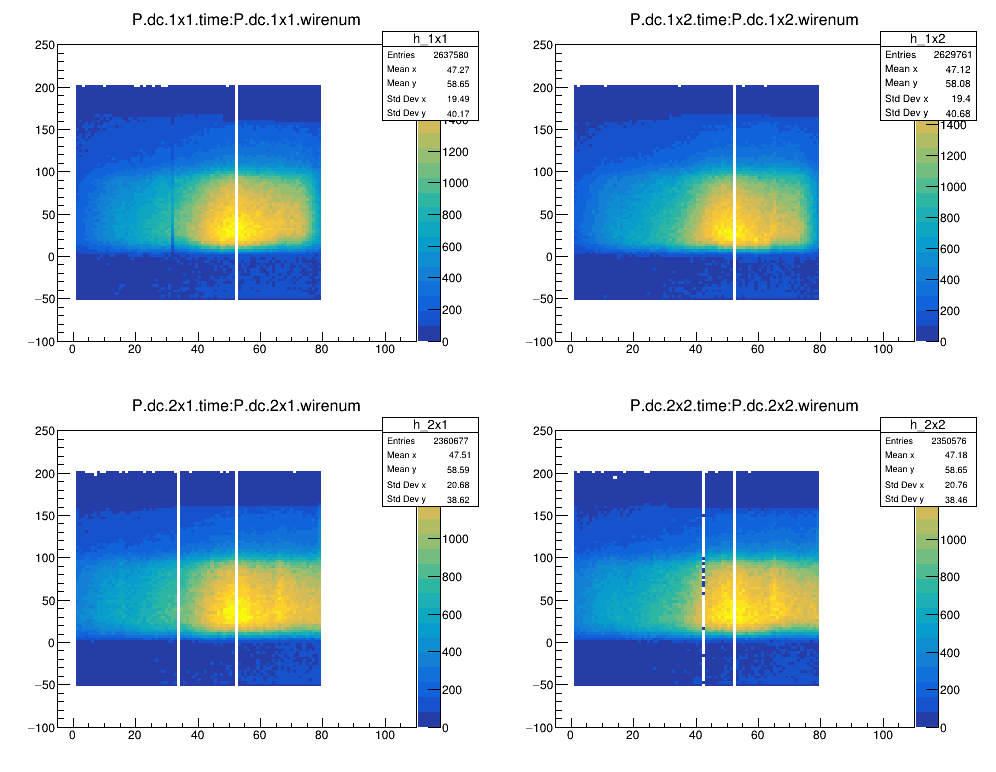 P.dc.1x1.time:P.dc.1x1.wirenum
h_1x1
Entries 2637580
Mean x 47.27
Mean y 58.65
Std Dev x 19.49
Std Dev y 40.17
250
200
150
100
50
0
−50
−100
0 20 40 60 80 100
1400
1200
1000
800
600
400
200
0
P.dc.1x2.time:P.dc.1x2.wirenum
h_1x2
Entries 2629761
Mean x 47.12
Mean y 58.08
Std Dev x 19.4
Std Dev y 40.68
250
200
150
100
50
0
−50
−100
0 20 40 60 80 100
1400
1200
1000
800
600
400
200
0
P.dc.2x1.time:P.dc.2x1.wirenum
h_2x1
Entries 2360677
Mean x 47.51
Mean y 58.59
Std Dev x 20.68
Std Dev y 38.62
250
200
150
100
50
0
−50
−100
0 20 40 60 80 100
1000
800
600
400
200
0
P.dc.2x2.time:P.dc.2x2.wirenum
h_2x2
Entries 2350576
Mean x 47.18
Mean y 58.65
Std Dev x 20.76
Std Dev y 38.46
250
200
150
100
50
0
−50
−100
0 20 40 60 80 100
1000
800
600
400
200
0